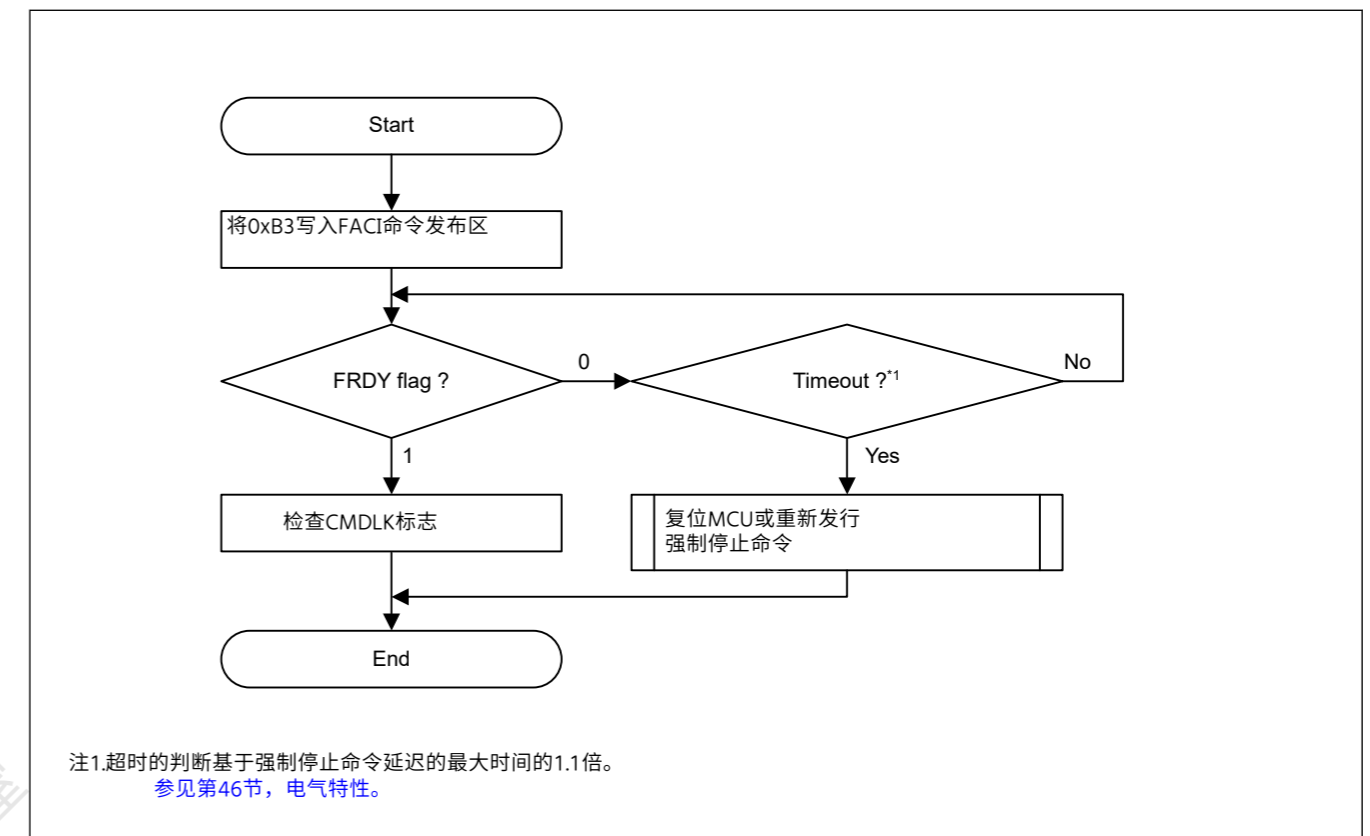 Start
将0xB3写入FACI命令发布区
FRDY flag ?
0
Timeout ?*1
No
1
Yes
检查CMDLK标志
复位MCU或重新发行
强制停止命令
End
注1.超时的判断基于强制停止命令延迟的最大时间的1.1倍。
参见第46节，电气特性。